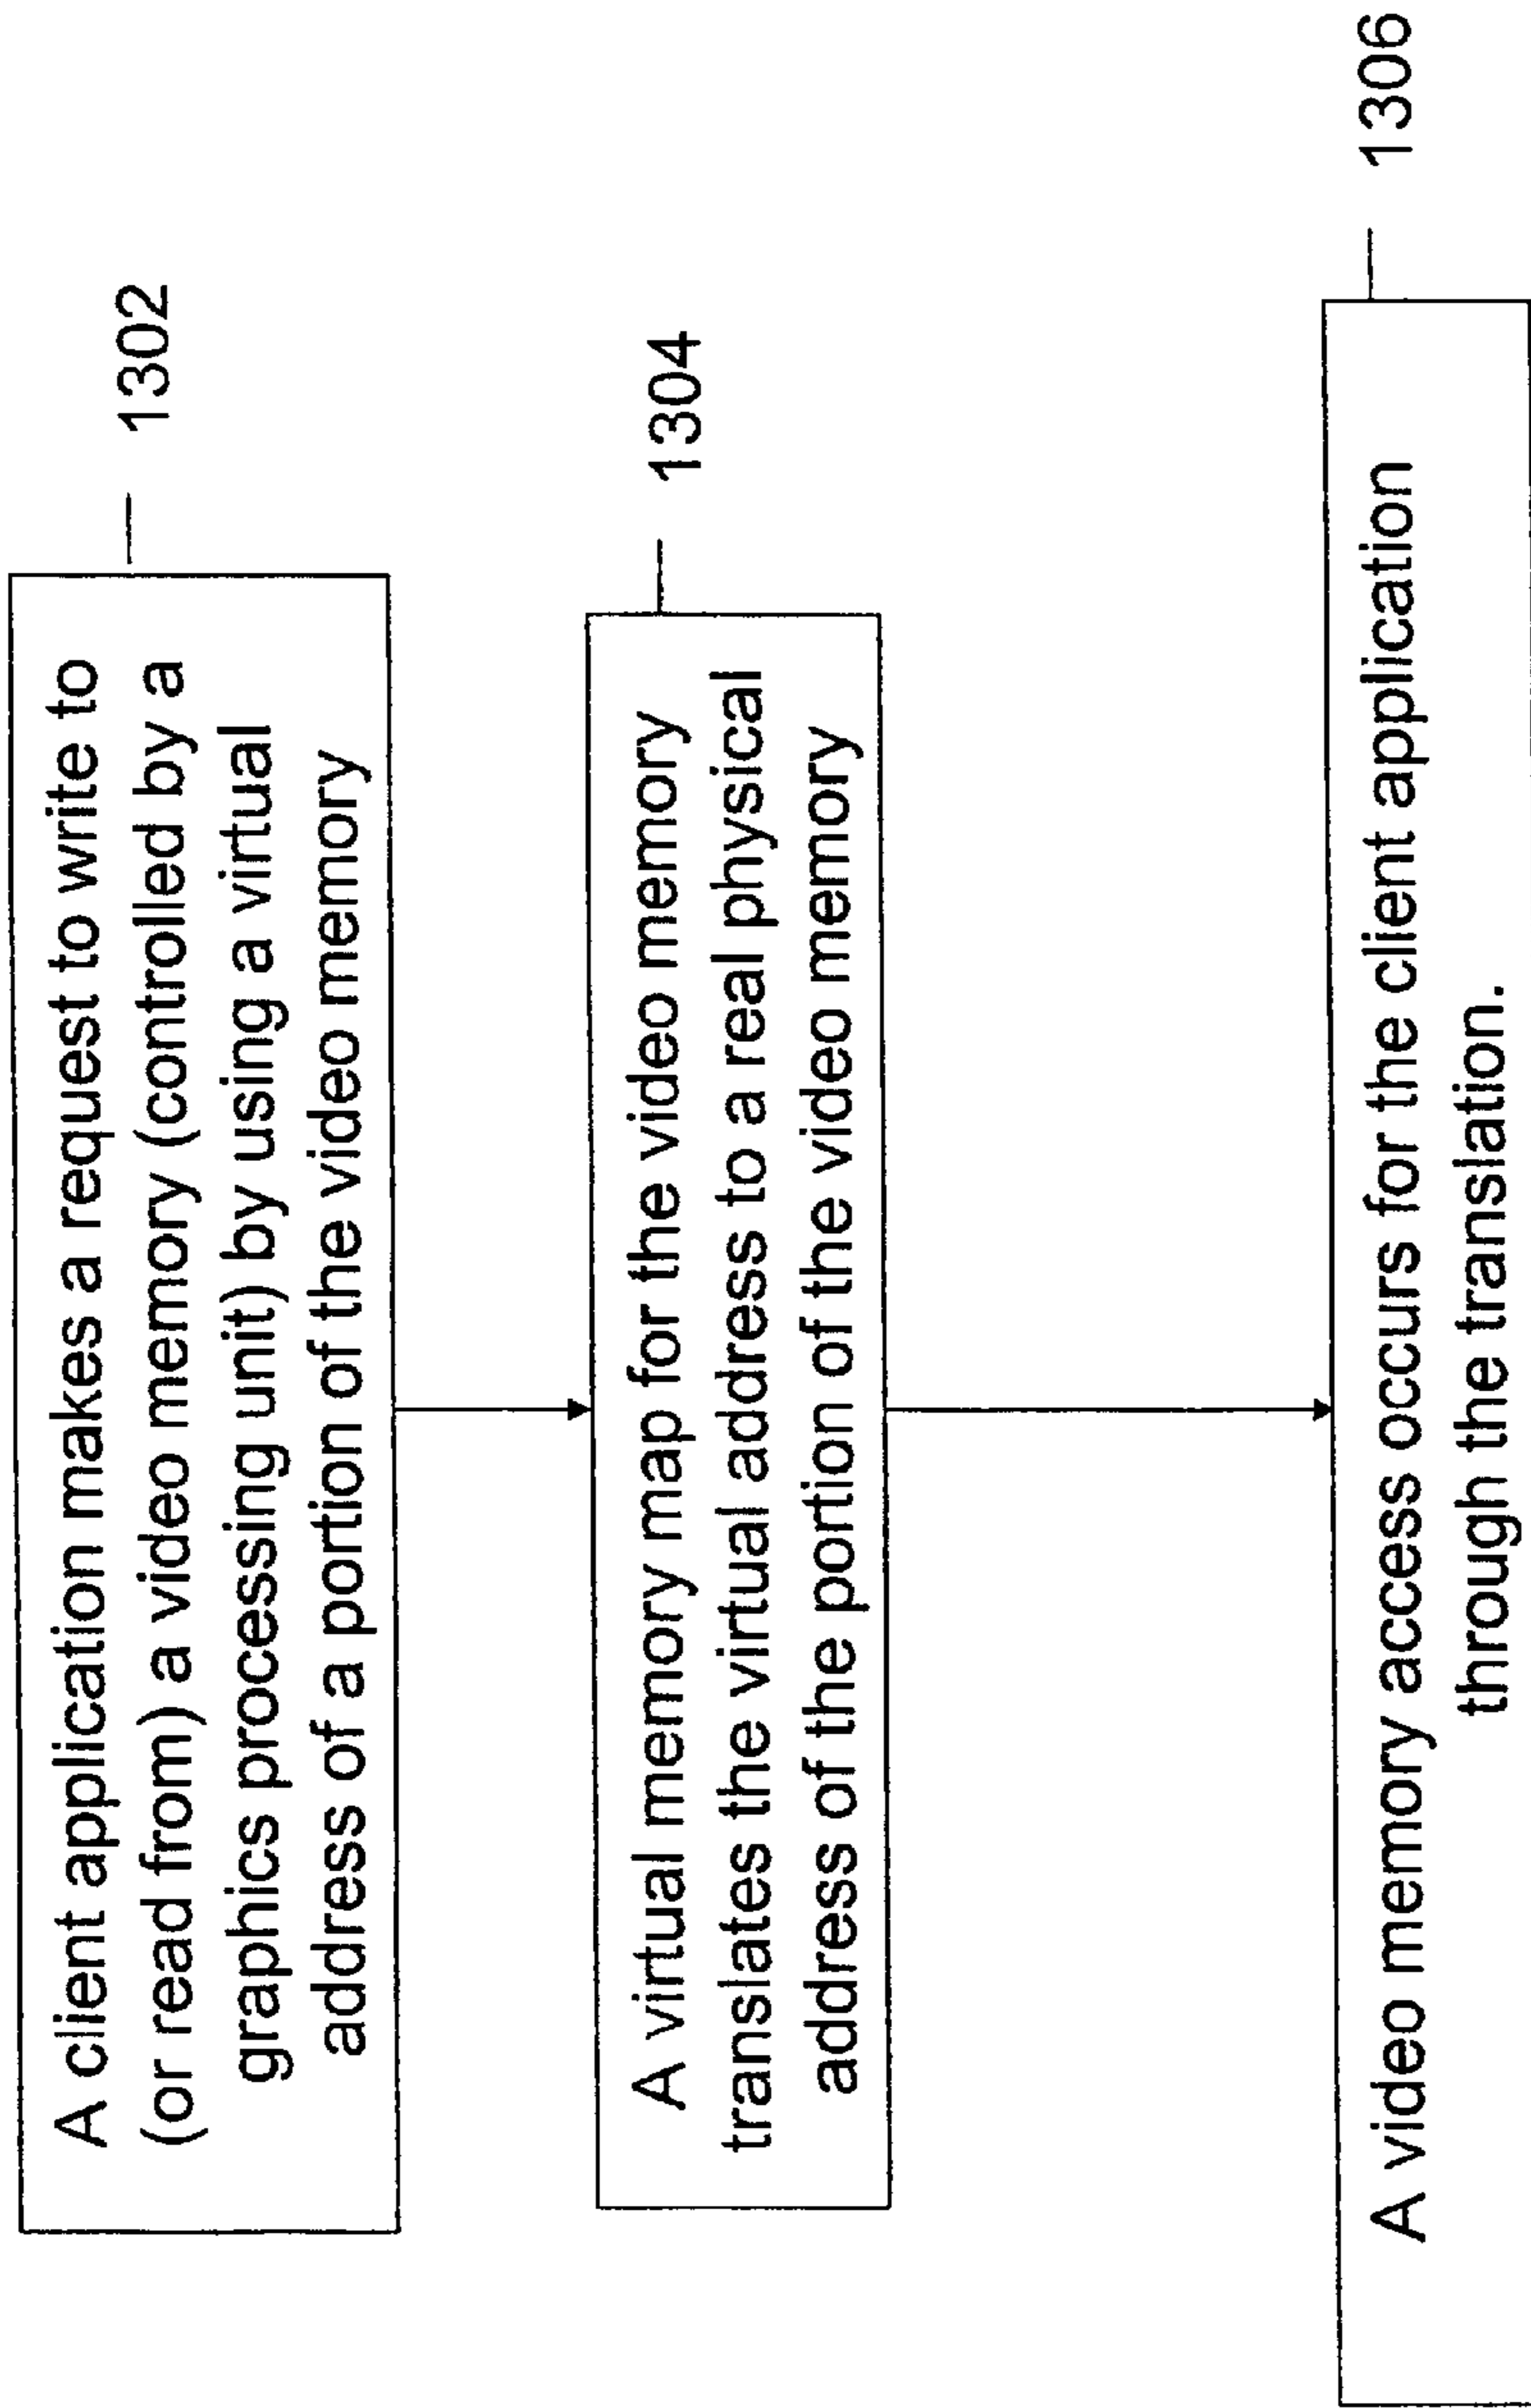 A client application makes a request to write to
(or read from) a video memory (controlled by a
graphics processing unit) by using a virtual
address of a portion of the video memory
1302
A virtual memory map for the video memory
translates the virtual address to a real physical
address of the portion of the video memory
1304
A video memory access occurs for the client application
through the translation.
1306